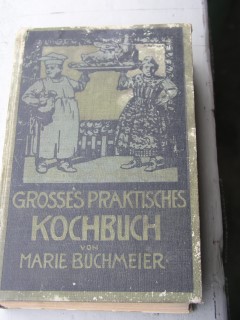 GROSSES PRAKTISCHES
KOCHBUCH
VON
MARIE BUCHMEIER